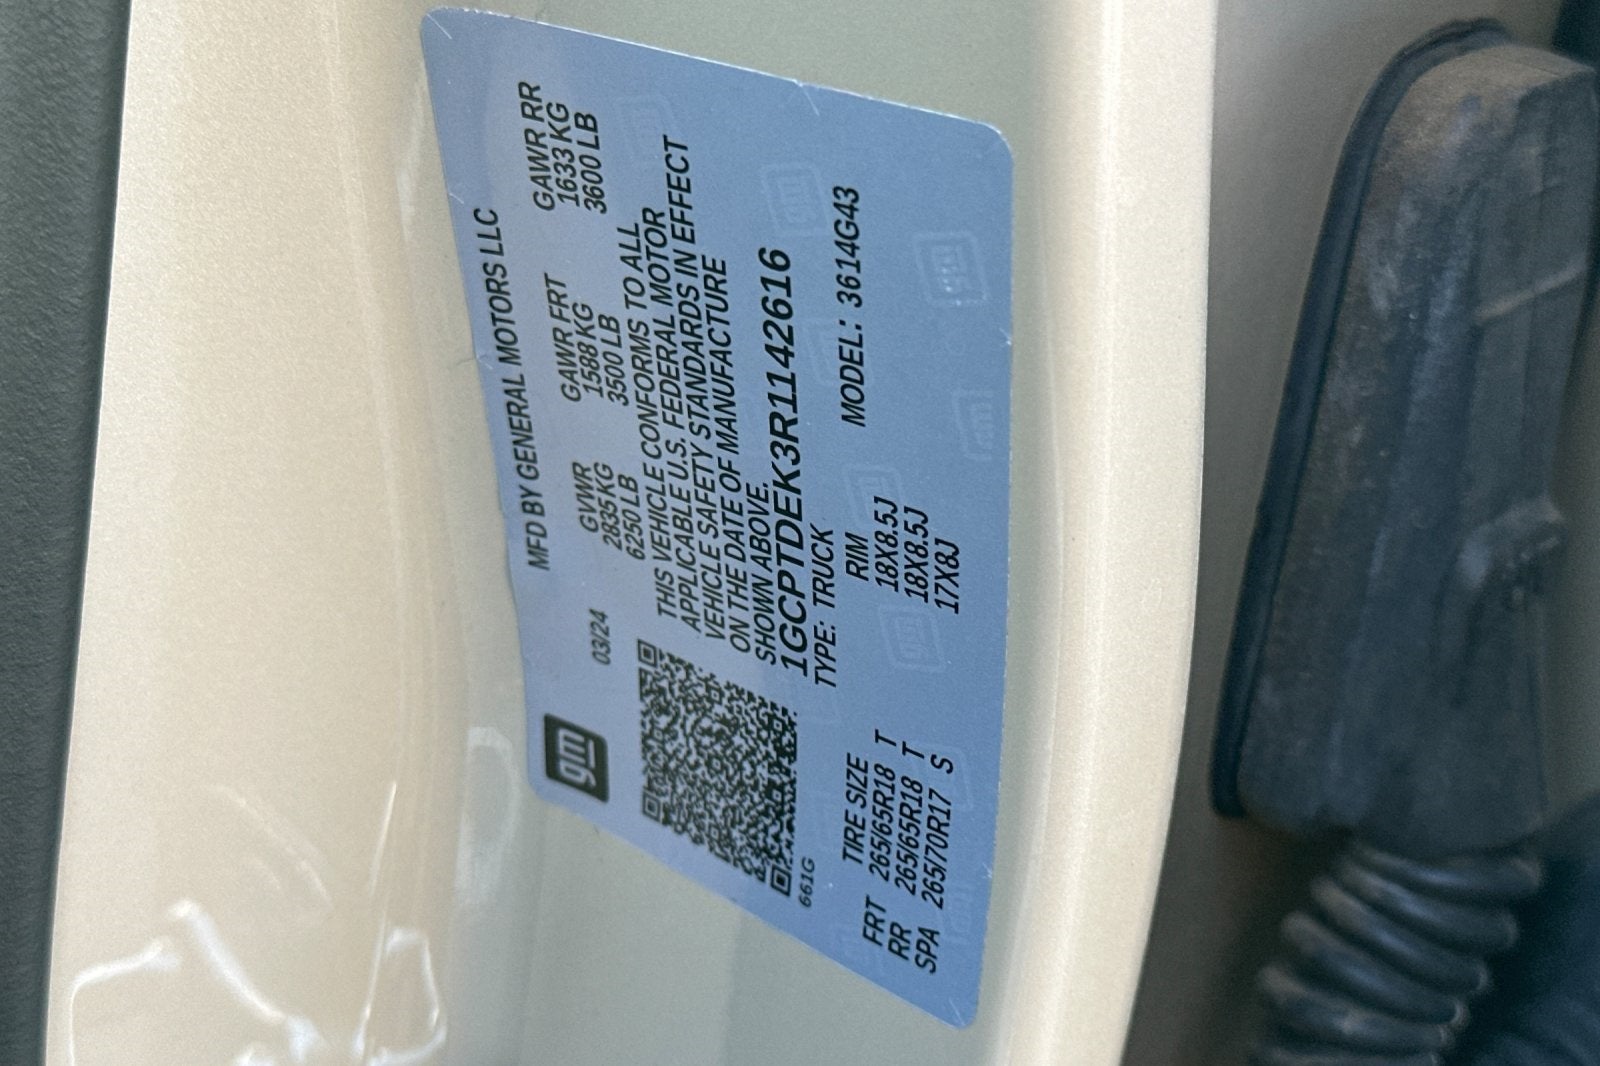 MFD BY GENERAL MOTORS LLC
gm
03/24
GVWR GAWR FRT GAWR RR
2835 KG 1588 KG 1633 KG
6250 LB 3500 LB 3600 LB
THIS VEHICLE CONFORMS TO ALL
APPLICABLE U.S. FEDERAL MOTOR
VEHICLE SAFETY STANDARDS IN EFFECT
ON THE DATE OF MANUFACTURE
SHOWN ABOVE.
1GCPTDEK3R1142616
661G
TYPE: TRUCK MODEL: 3614G43
TIRE SIZE RIM
FRT 265/65R18 T 18X8.5J
RR 265/65R18 T 18X8.5J
SPA 265/70R17 S 17X8J